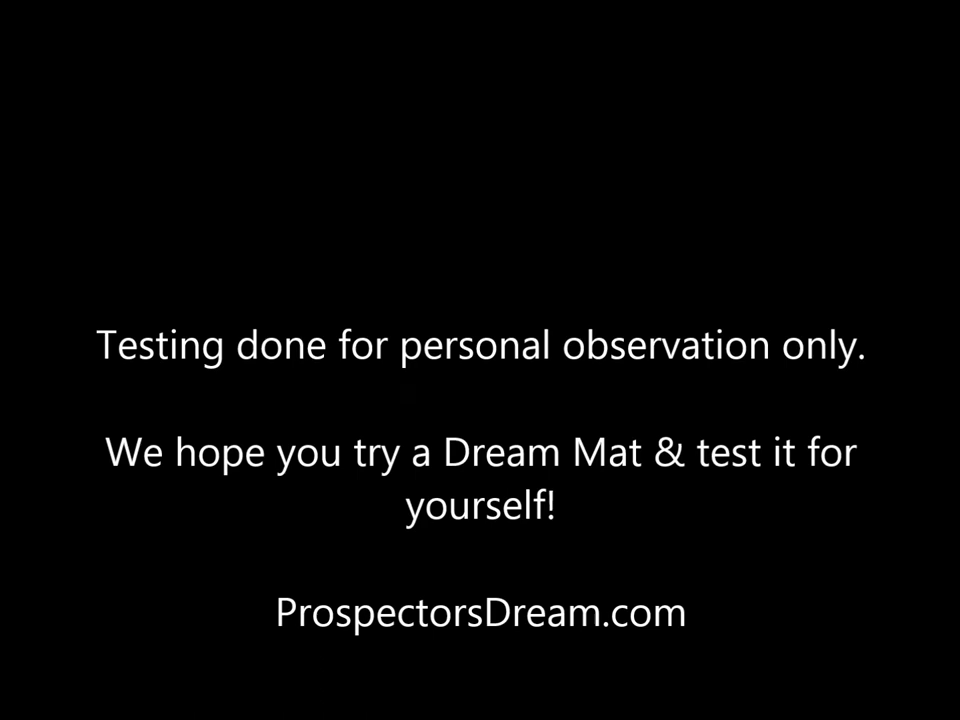 Testing done for personal observation only.
We hope you try a Dream Mat & test it for
yourself!
ProspectorsDream.com